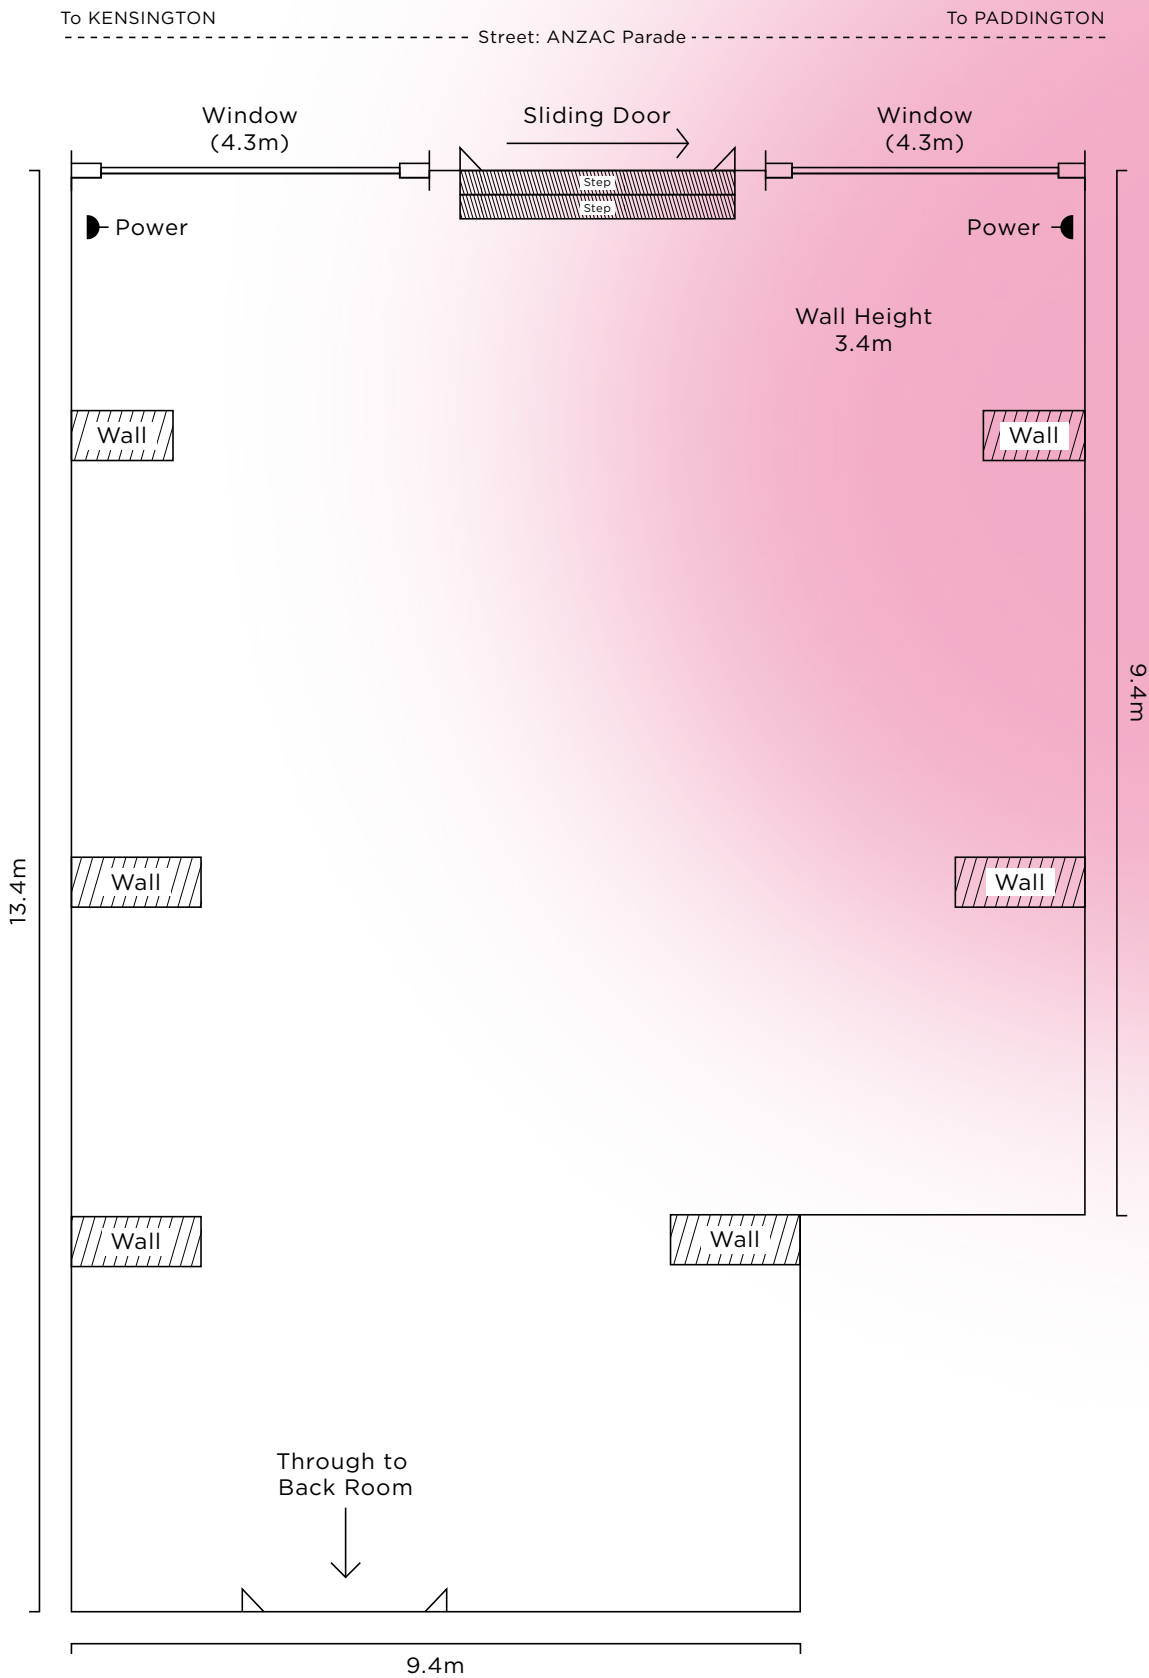 To KENSINGTON
To PADDINGTON
Street: ANZAC Parade
Window
(4.3m)
Sliding Door
Window
(4.3m)
Step
Step
Power
Power
Wall Height
3.4m
Wall
Wall
9.4m
Wall
Wall
13.4m
Wall
Wall
Through to
Back Room
9.4m